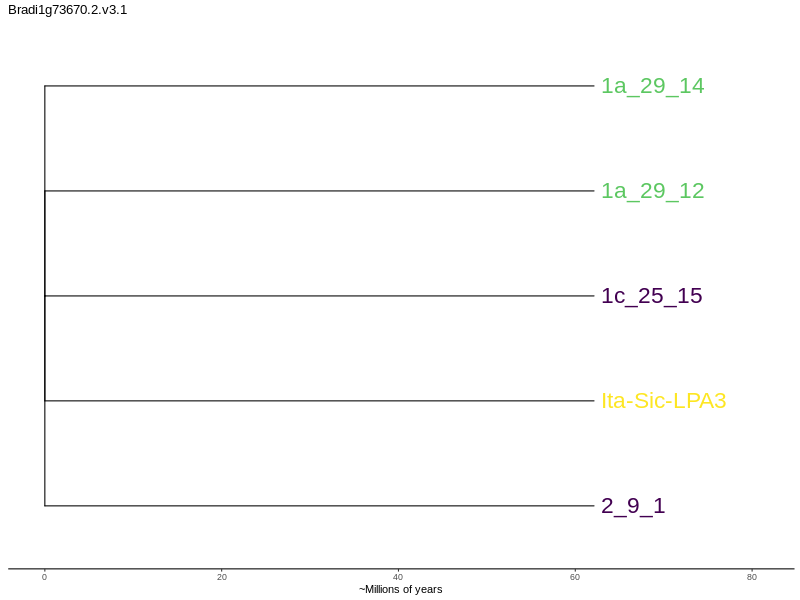 Bradi1g73670.2.v3.1
1a_29_14
1a_29_12
1c_25_15
Ita-Sic-LPA3
2_9_1
0 20 40 60 80
~Millions of years